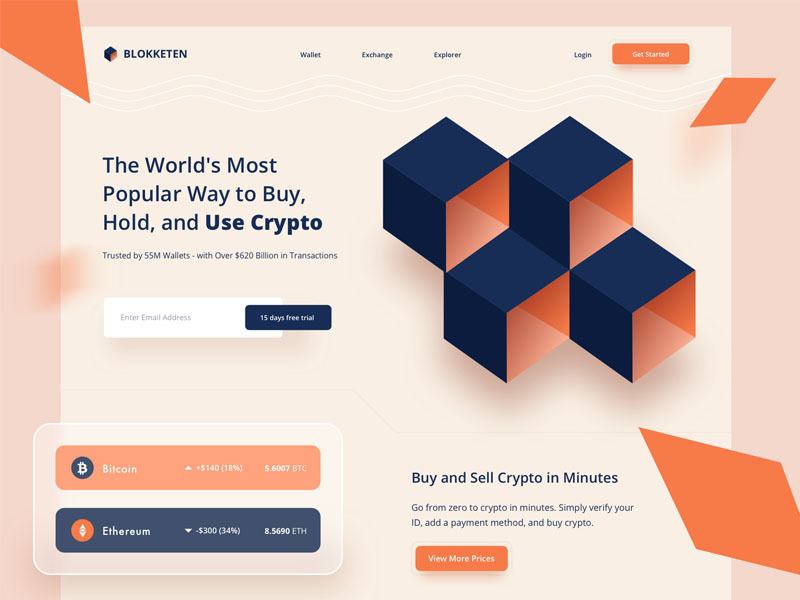 BLOKKETEN
Wallet
Exchange
Explorer
Login
Get Started
The World's Most
Popular Way to Buy,
Hold, and Use Crypto
Trusted by 55M Wallets - with Over $620 Billion in Transactions
Enter Email Address
15 days free trial
Bitcoin
+$140 (18%)
5.6007 BTC
Ethereum
-$300 (34%)
8.5690 ETH
Buy and Sell Crypto in Minutes
Go from zero to crypto in minutes. Simply verify your
ID, add a payment method, and buy crypto.
View More Prices